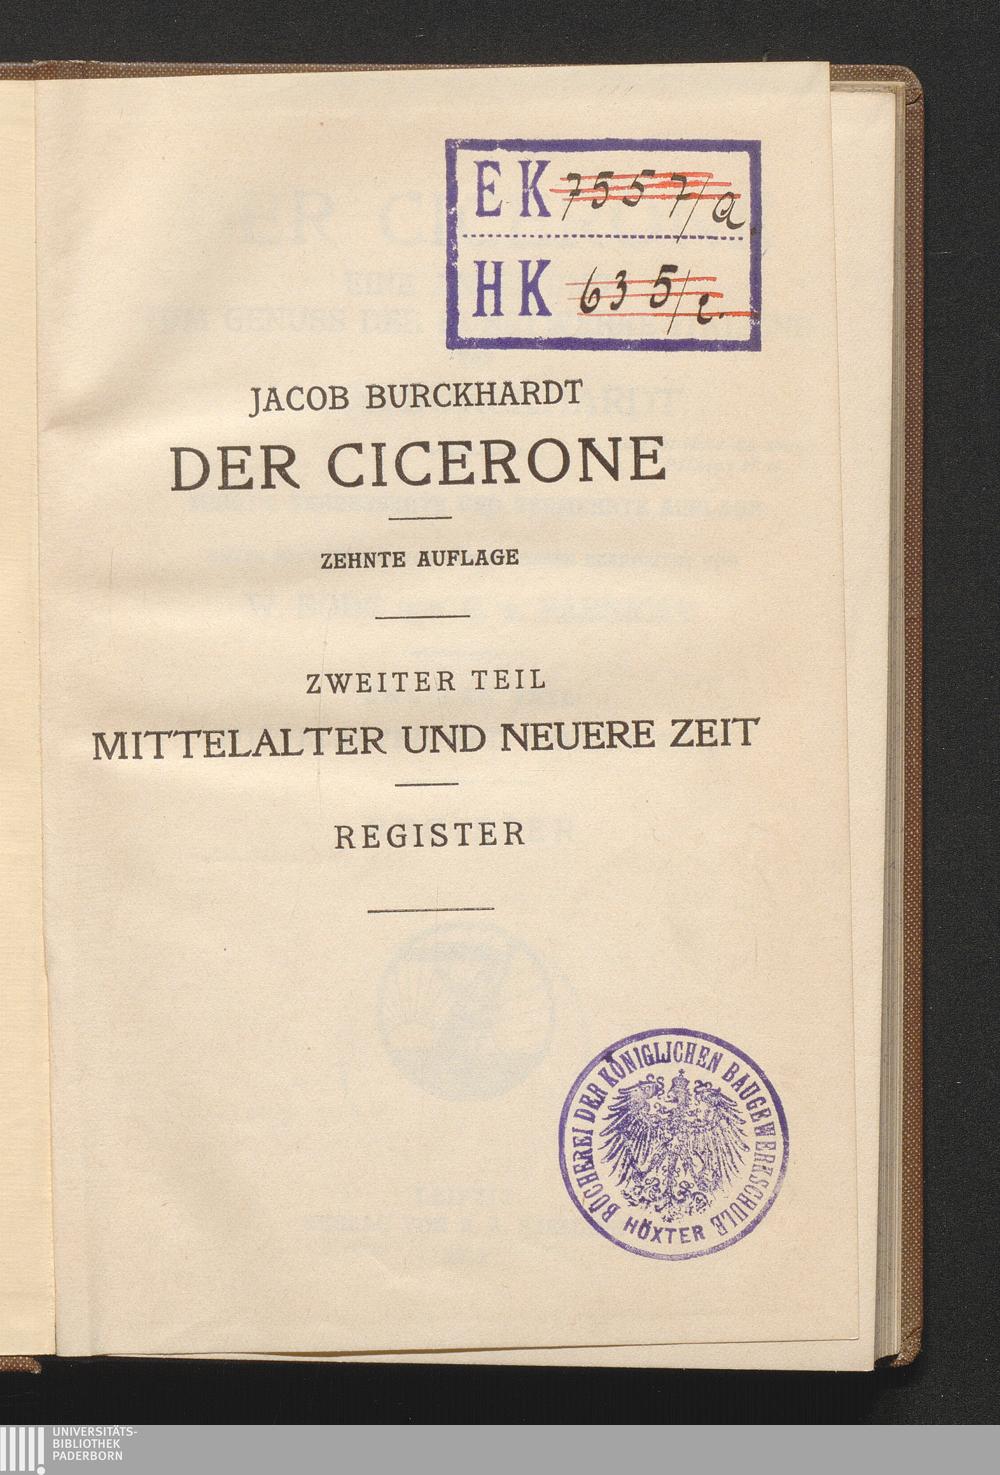 EK 7557/a
HK 635/c.
JACOB BURCKHARDT
DER CICERONE
ZEHNTE AUFLAGE
ZWEITER TEIL
MITTELALTER UND NEUERE ZEIT
REGISTER
BÜCHEREI DER KÖNIGLICHEN BAUGEWERKSCHULE
HÖXTER
UNIVERSITÄTS-
BIBLIOTHEK
PADERBORN